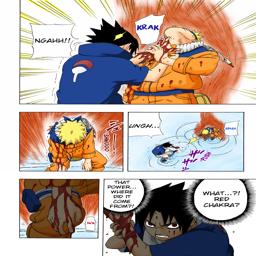 NGAHH!!
KRAK
UNGH...
THAT
POWER...
WHERE
DID IT
COME
FROM?!
WHAT...?!
RED
CHAKRA?